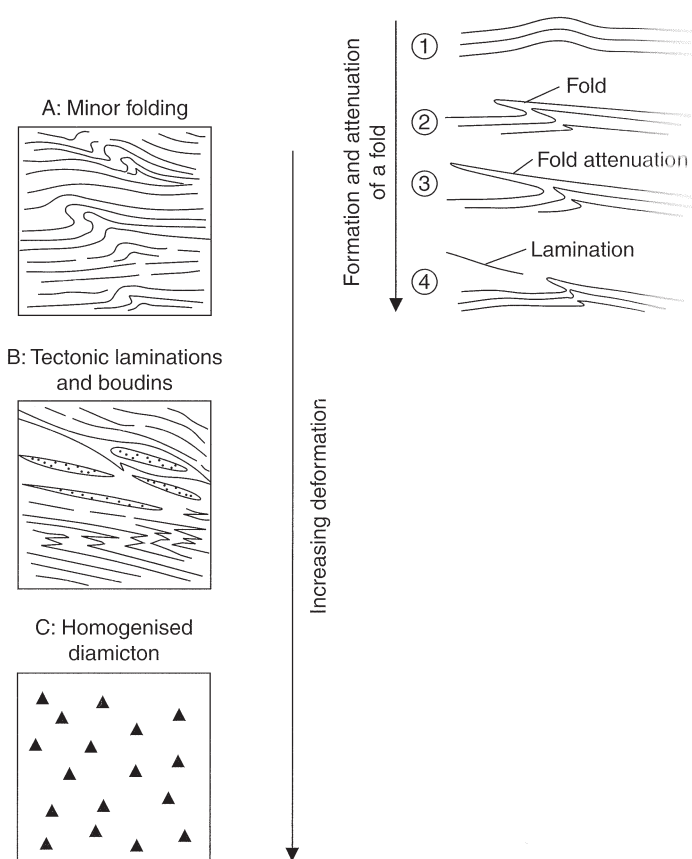 A: Minor folding
B: Tectonic laminations
and boudins
C: Homogenised
diamicton
Increasing deformation
Formation and attenuation
of a fold
1
Fold
2
Fold attenuation
3
Lamination
4